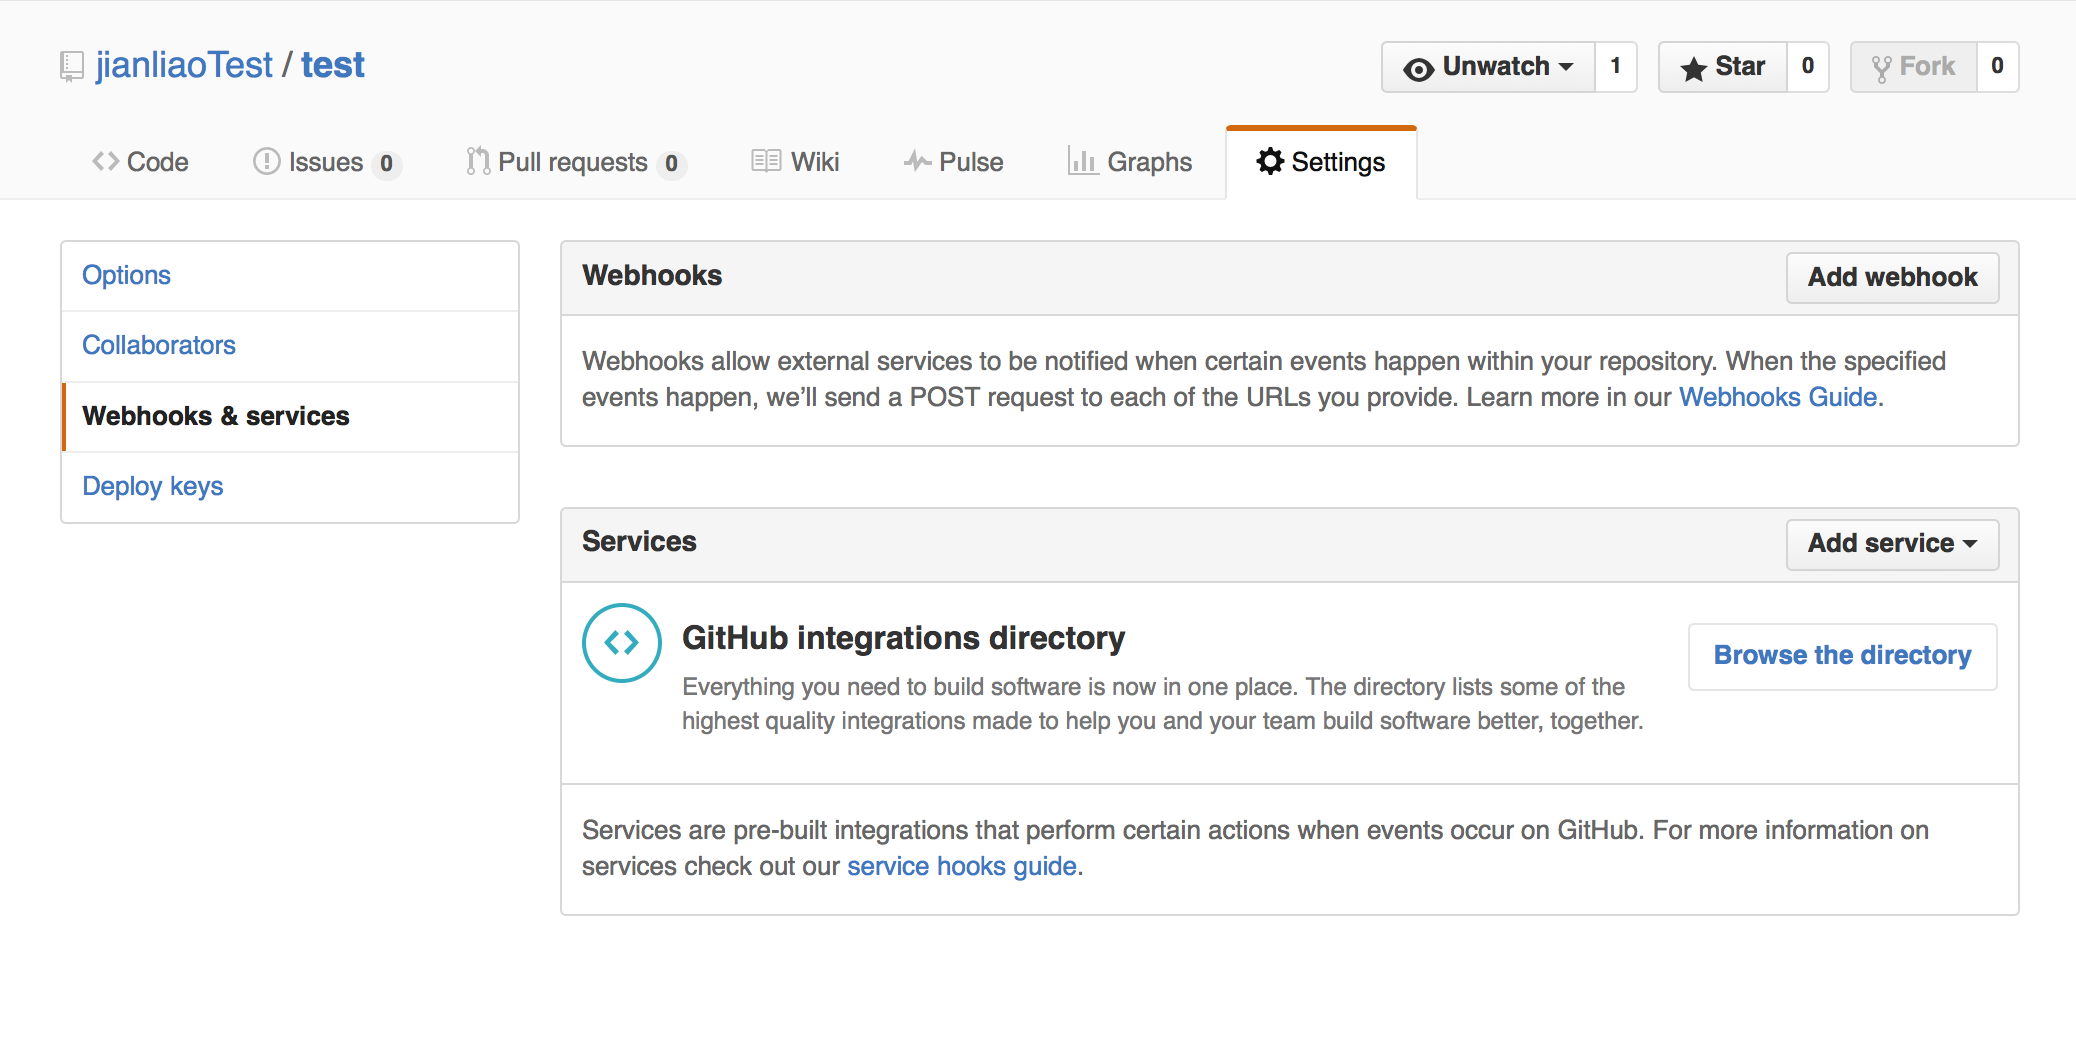 jianliaoTest / test
Unwatch 1 Star 0 Fork 0
Code Issues 0 Pull requests 0 Wiki Pulse Graphs Settings
Options
Collaborators
Webhooks & services
Deploy keys
Webhooks Add webhook
Webhooks allow external services to be notified when certain events happen within your repository. When the specified
events happen, we’ll send a POST request to each of the URLs you provide. Learn more in our Webhooks Guide.
Services Add service
GitHub integrations directory
Everything you need to build software is now in one place. The directory lists some of the
highest quality integrations made to help you and your team build software better, together.
Browse the directory
Services are pre-built integrations that perform certain actions when events occur on GitHub. For more information on
services check out our service hooks guide.